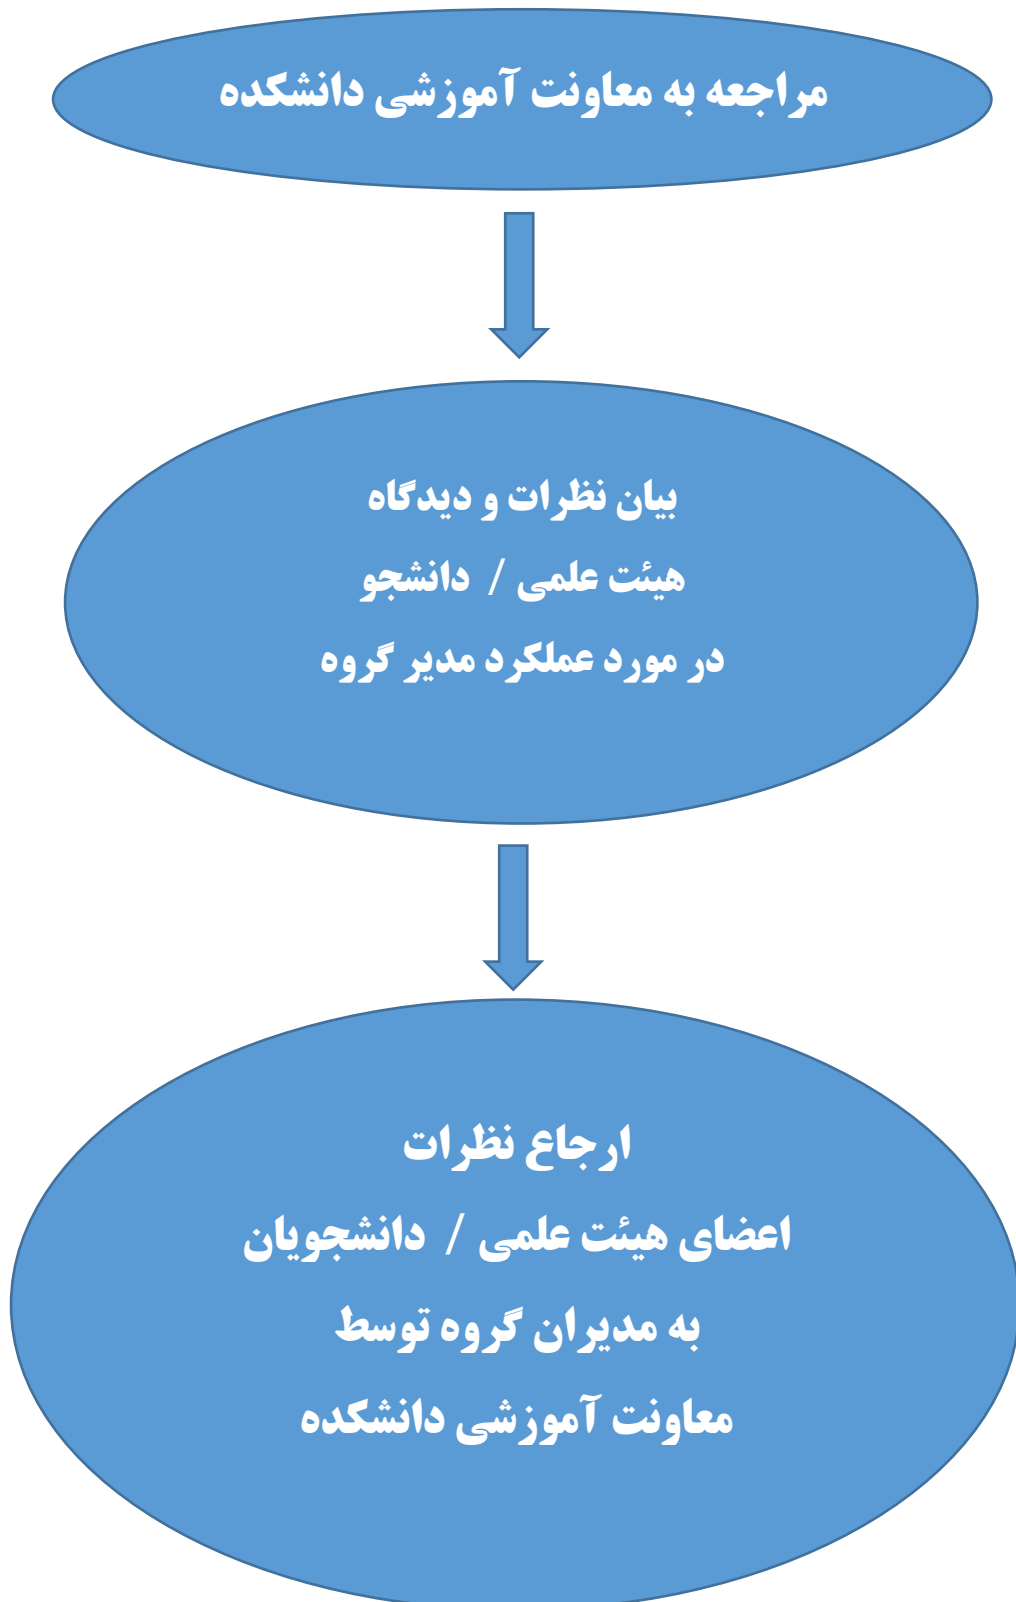 مراجعه به معاونت آموزشی دانشکده
بیان نظرات و دیدگاه
هیئت علمی / دانشجو
در مورد عملکرد مدیر گروه
ارجاع نظرات
اعضای هیئت علمی / دانشجویان
به مدیران گروه توسط
معاونت آموزشی دانشکده